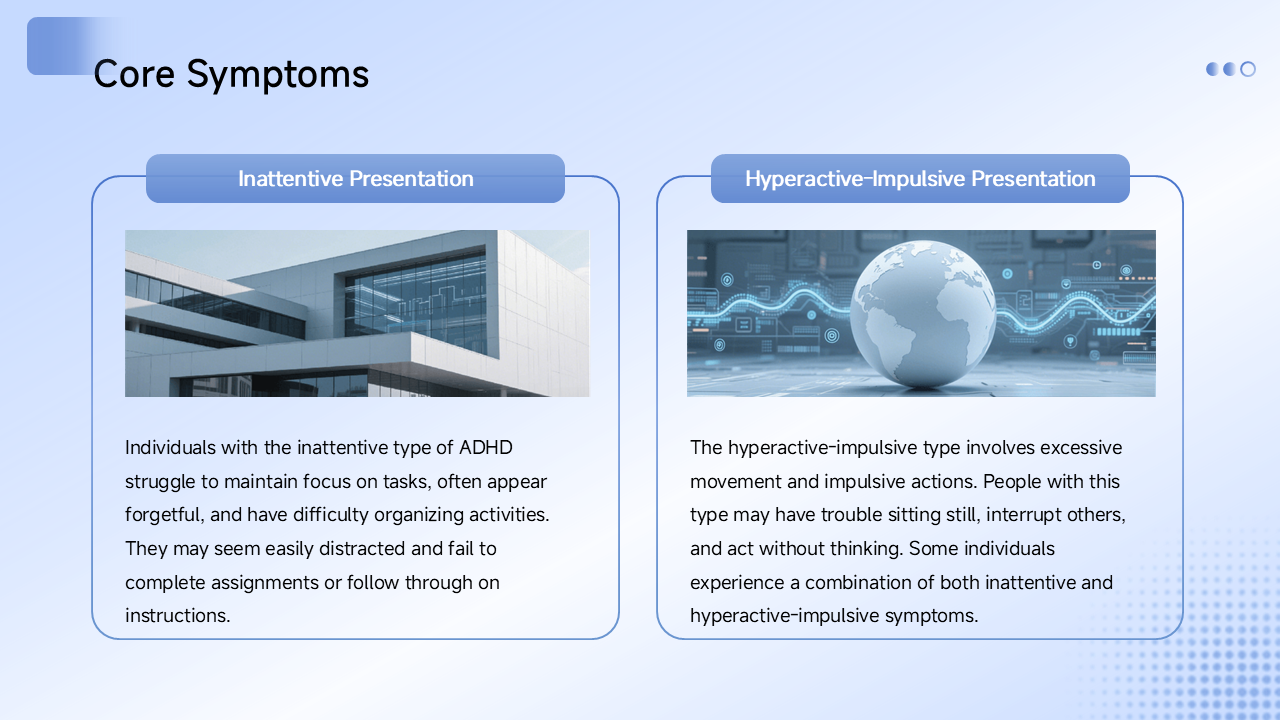 Core Symptoms
Inattentive Presentation
Individuals with the inattentive type of ADHD
struggle to maintain focus on tasks, often appear
forgetful, and have difficulty organizing activities.
They may seem easily distracted and fail to
complete assignments or follow through on
instructions.
Hyperactive-Impulsive Presentation
The hyperactive-impulsive type involves excessive
movement and impulsive actions. People with this
type may have trouble sitting still, interrupt others,
and act without thinking. Some individuals
experience a combination of both inattentive and
hyperactive-impulsive symptoms.